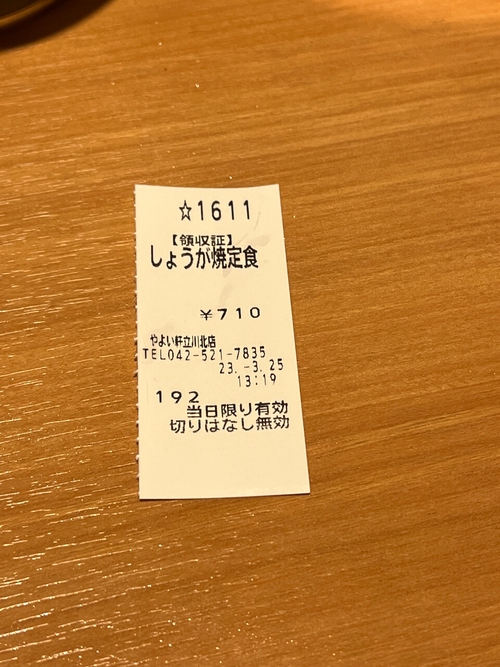 ☆1611
【領収証】
しょうが焼定食
¥710
やよい軒立川北店
TEL042-521-7835
23.-3.25
13:19
192
当日限り有効
切りはなし無効